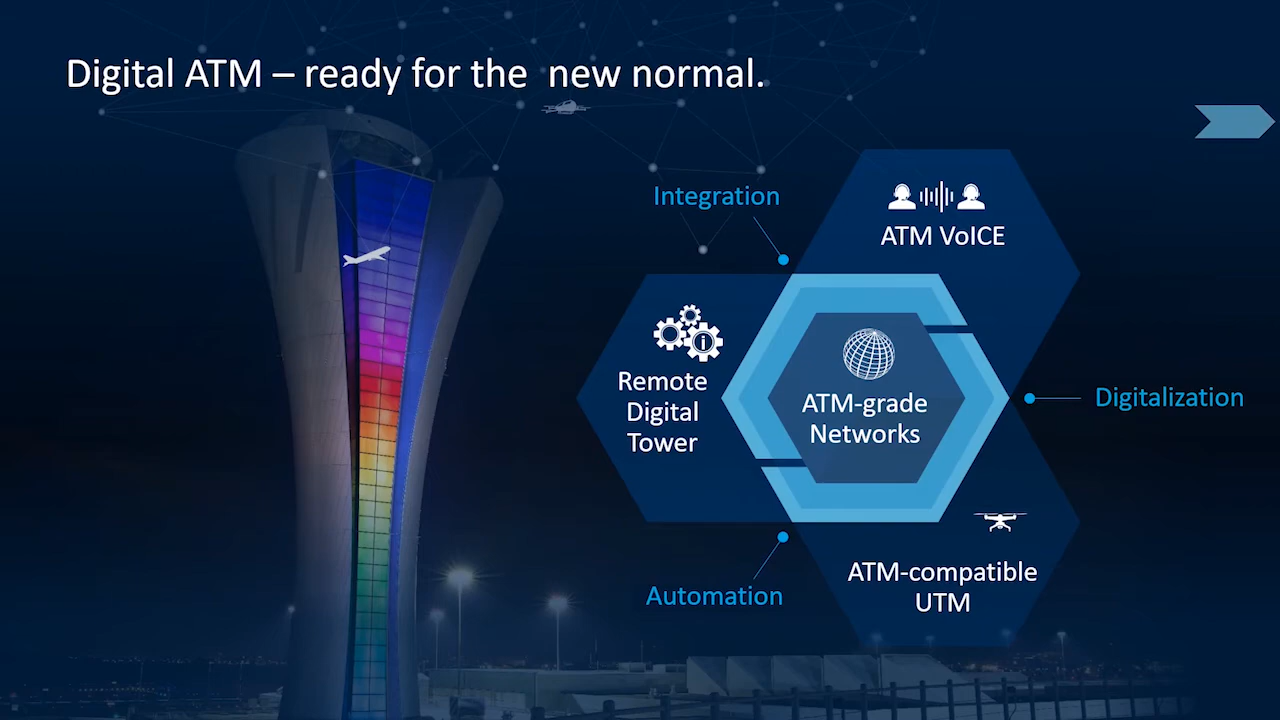 Digital ATM – ready for the  new normal.
Integration
ATM VoICE
Remote
Digital
Tower
ATM-grade
Networks
Digitalization
ATM-compatible
UTM
Automation